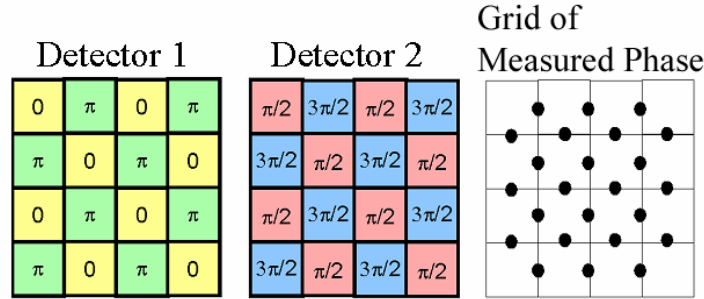 Grid of
Detector 1 Detector 2 Measured Phase
0 π 0 π π/2 3π/2 π/2 3π/2
π 0 π 0 3π/2 π/2 3π/2 π/2
0 π 0 π π/2 3π/2 π/2 3π/2
π 0 π 0 3π/2 π/2 3π/2 π/2